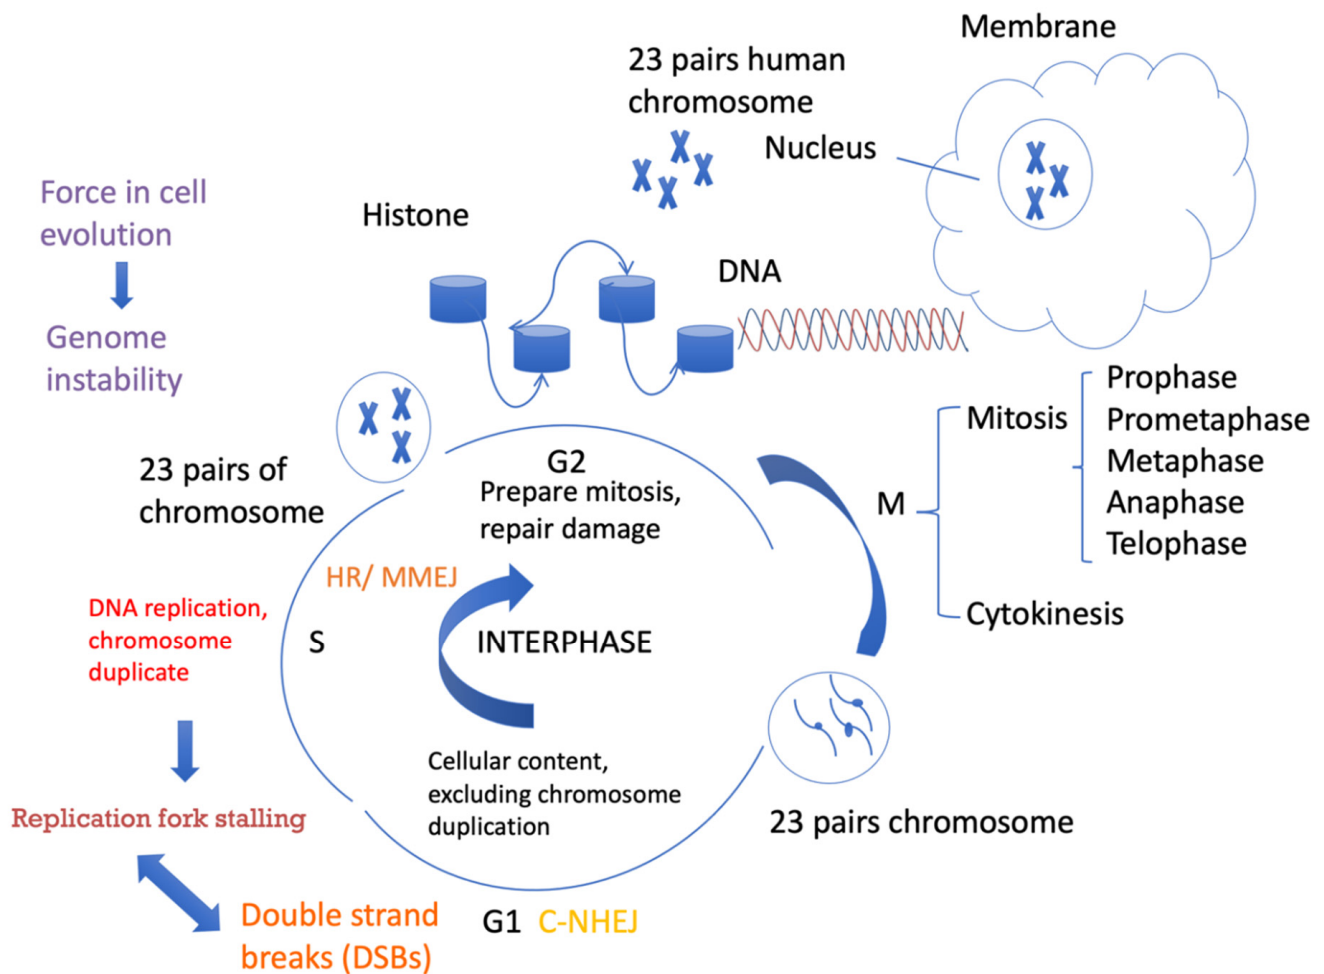 Membrane
23 pairs human
chromosome
Nucleus
Force in cell
evolution
Histone
DNA
Genome
instability
Prophase
Mitosis
Prometaphase
Metaphase
Anaphase
Telophase
M
Cytokinesis
23 pairs of
chromosome
G2
Prepare mitosis,
repair damage
HR/ MMEJ
DNA replication,
chromosome
duplicate
S
INTERPHASE
Cellular content,
excluding chromosome
duplication
Replication fork stalling
23 pairs chromosome
Double strand
breaks (DSBs)
G1 C-NHEJ